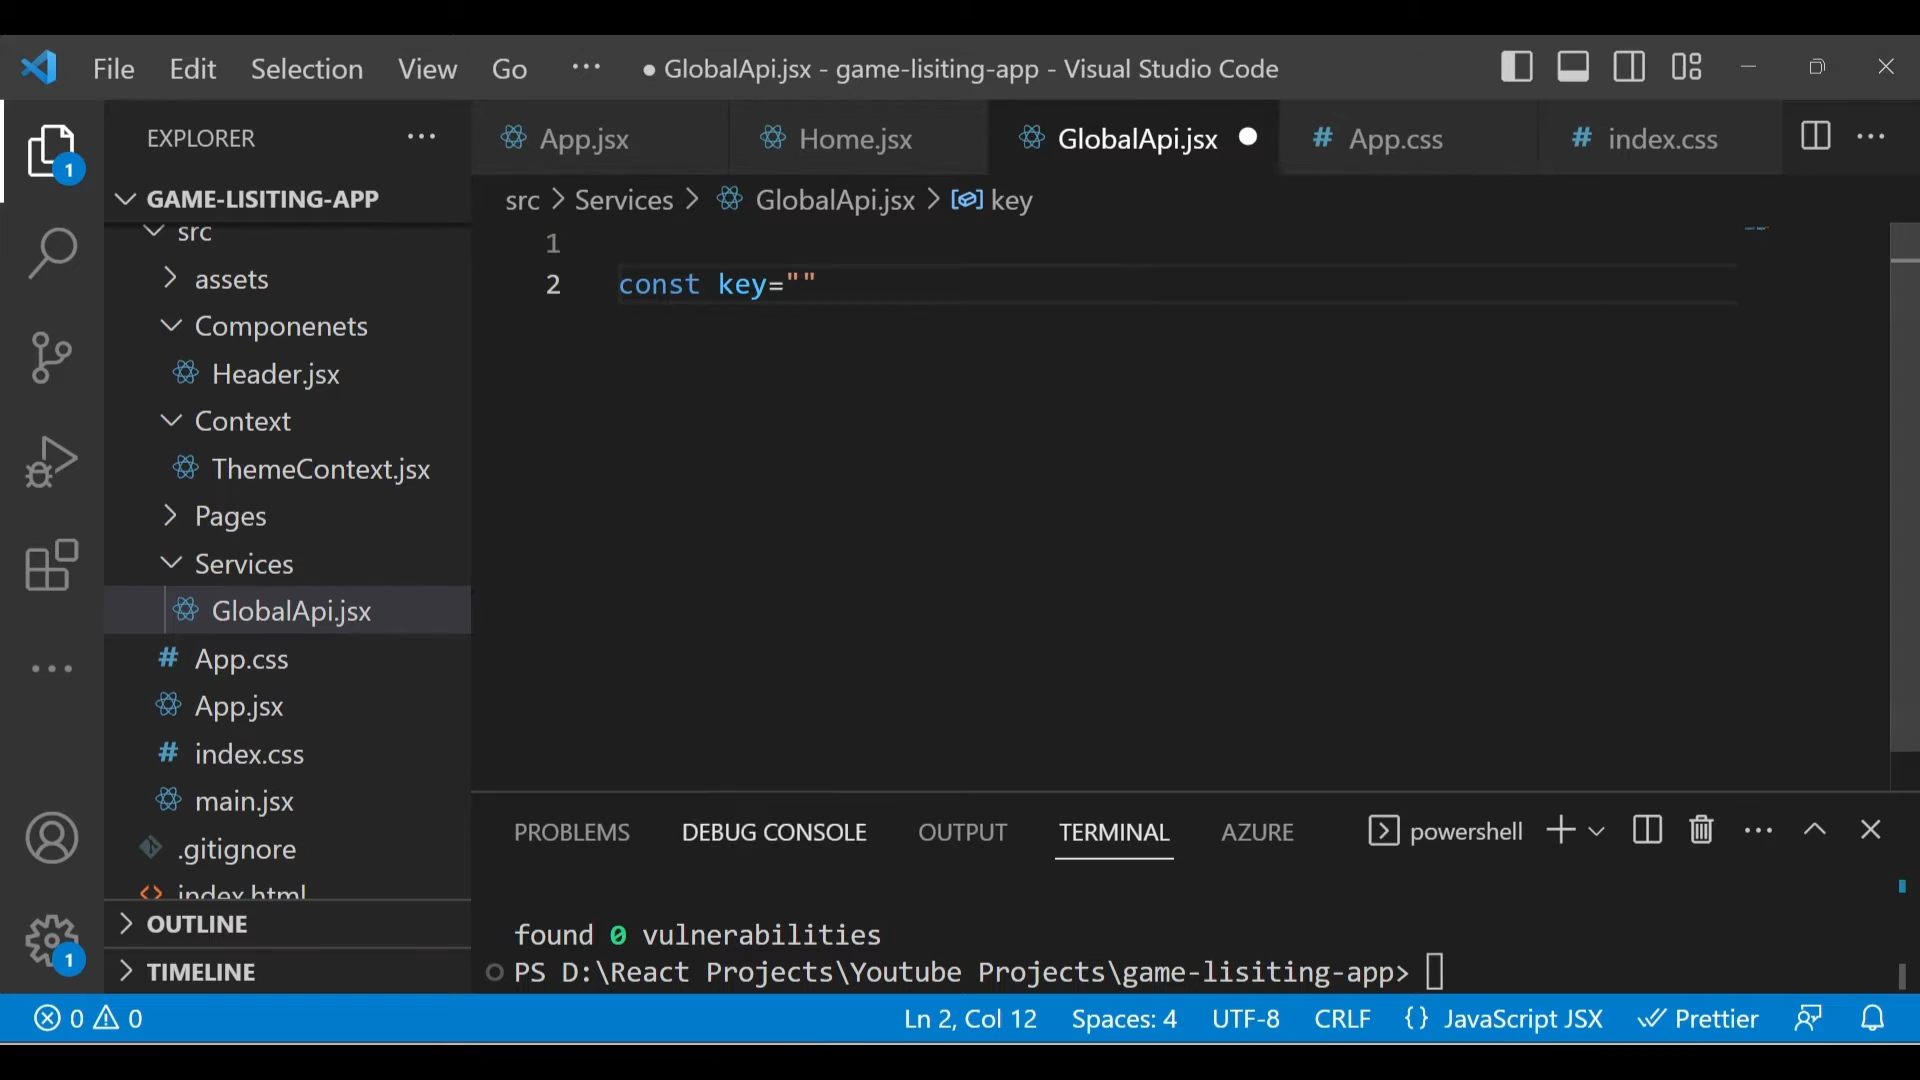 File Edit Selection View Go ··· ● GlobalApi.jsx - game-lisiting-app - Visual Studio Code
EXPLORER ···
App.jsx Home.jsx GlobalApi.jsx ● # App.css # index.css ···
1
GAME-LISITING-APP
src > Services > GlobalApi.jsx > key
src
assets
Componenets
Header.jsx
Context
ThemeContext.jsx
Pages
Services
GlobalApi.jsx
# App.css
App.jsx
# index.css
main.jsx
.gitignore
<> index.html
OUTLINE
TIMELINE
1
1
2 const key=""
PROBLEMS DEBUG CONSOLE OUTPUT TERMINAL AZURE powershell
found 0 vulnerabilities
PS D:\React Projects\Youtube Projects\game-lisiting-app>
0 0 Ln 2, Col 12 Spaces: 4 UTF-8 CRLF {} JavaScript JSX Prettier